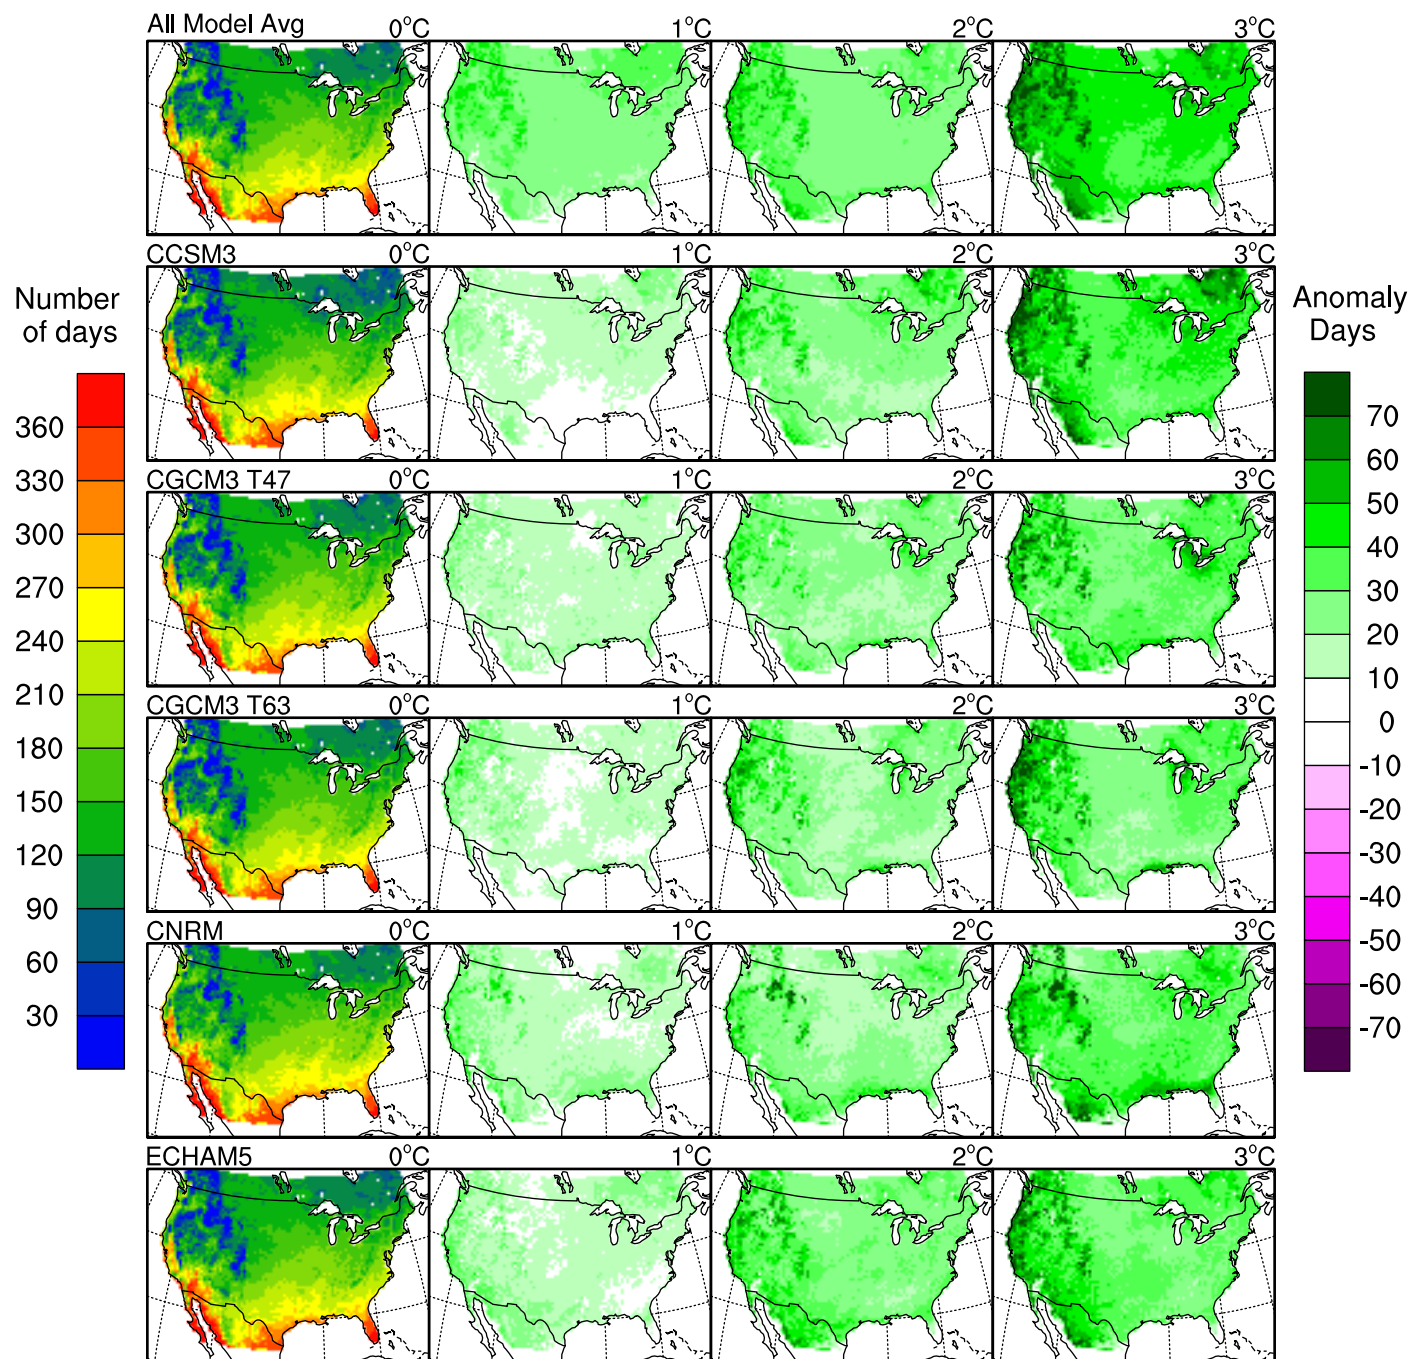 All Model Avg 0°C 1°C 2°C 3°C
CCSM3 0°C 1°C 2°C 3°C
CGCM3 T47 0°C 1°C 2°C 3°C
CGCM3 T63 0°C 1°C 2°C 3°C
CNRM 0°C 1°C 2°C 3°C
ECHAM5 0°C 1°C 2°C 3°C
Number
of days
360
330
300
270
240
210
180
150
120
90
60
30
Anomaly
Days
70
60
50
40
30
20
10
0
-10
-20
-30
-40
-50
-60
-70